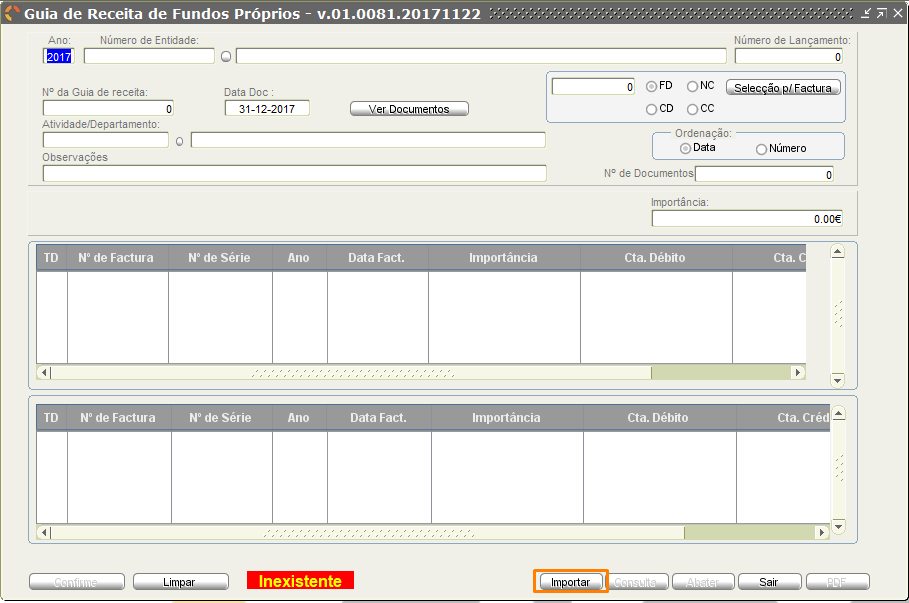 Guia de Receita de Fundos Próprios - v.01.0081.20171122
Ano: Número de Entidade: Número de Lançamento:
2017 0
Nº da Guia de receita: Data Doc : 0 FD NC Selecção p/ Factura
0 31-12-2017 Ver Documentos CD CC
Atividade/Departamento: Ordenação:
Data Número
Observações
Nº de Documentos 0
Importância:
0.00€
TD Nº de Factura Nº de Série Ano Data Fact. Importância Cta. Débito Cta. C
TD Nº de Factura Nº de Série Ano Data Fact. Importância Cta. Débito Cta. Créd
Confirme Limpar Inexistente Importar Consulta Abater Sair PDF